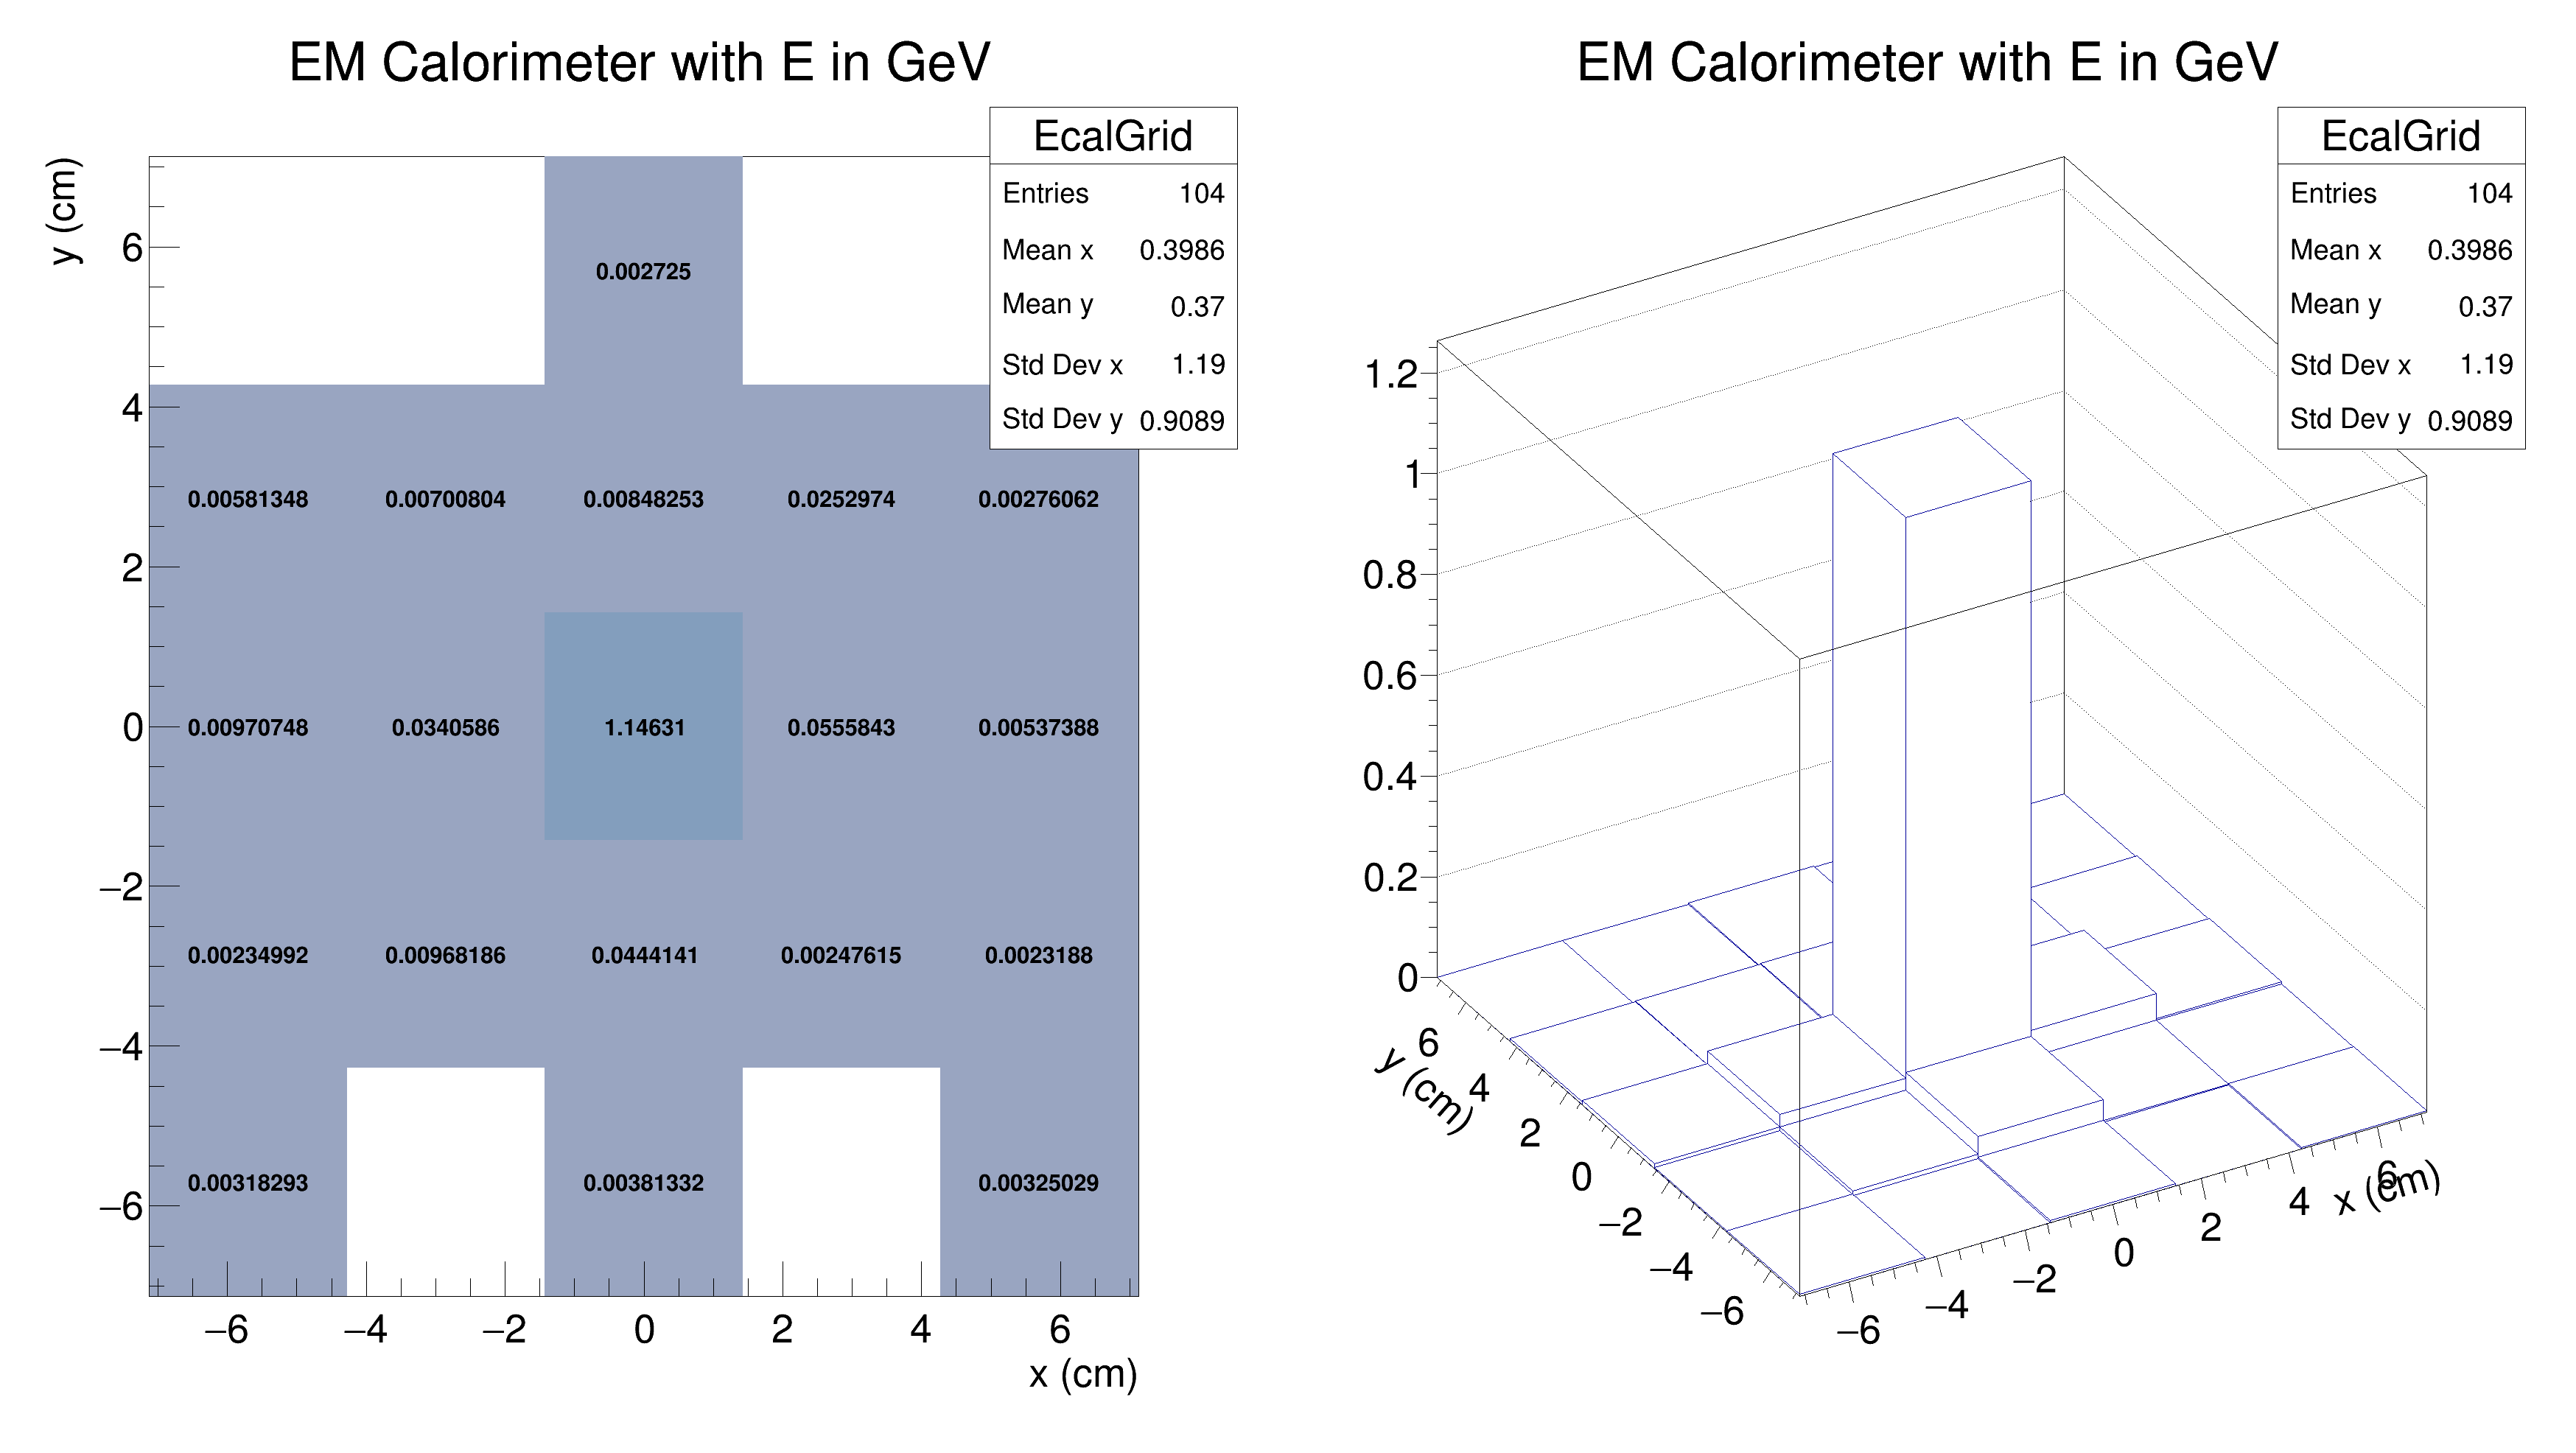 EM Calorimeter with E in GeV
EcalGrid
Entries 104
Mean x 0.3986
Mean y 0.37
Std Dev x 1.19
Std Dev y 0.9089
y (cm)
6
4
2
0
−2
−4
−6
0.002725
0.00581348 0.00700804 0.00848253 0.0252974 0.00276062
0.00970748 0.0340586 1.14631 0.0555843 0.00537388
0.00234992 0.00968186 0.0444141 0.00247615 0.0023188
0.00318293 0.00381332 0.00325029
−6 −4 −2 0 2 4 6
x (cm)
EM Calorimeter with E in GeV
EcalGrid
Entries 104
Mean x 0.3986
Mean y 0.37
Std Dev x 1.19
Std Dev y 0.9089
1.2
1
0.8
0.6
0.4
0.2
0
6
4
2
0
−2
−4
−6
y (cm)
−6
−4
−2
0
2
4
6
x (cm)